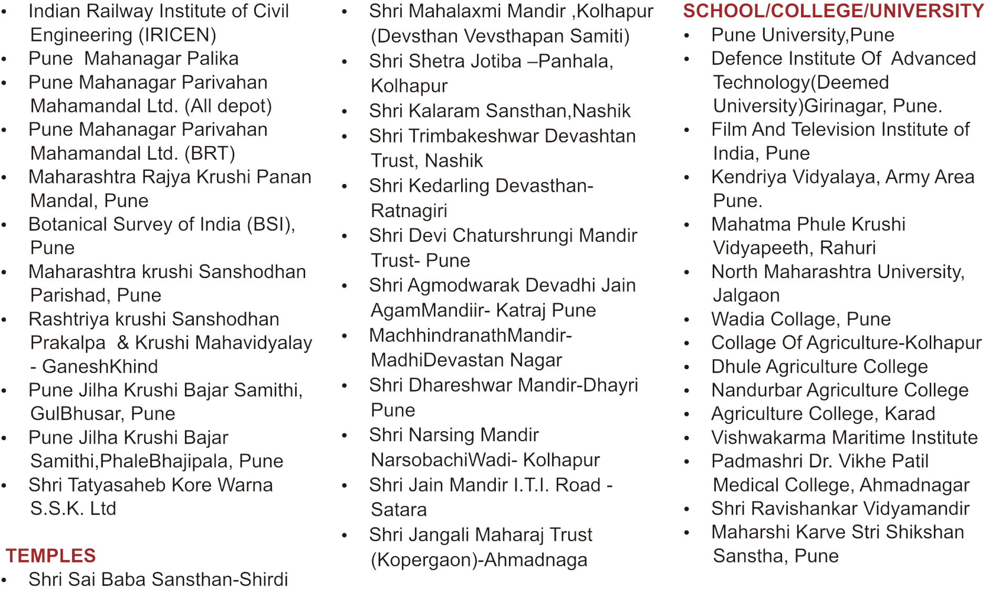 • Indian Railway Institute of Civil
Engineering (IRICEN)
• Pune Mahanagar Palika
• Pune Mahanagar Parivahan
Mahamandal Ltd. (All depot)
• Pune Mahanagar Parivahan
Mahamandal Ltd. (BRT)
• Maharashtra Rajya Krushi Panan
Mandal, Pune
• Botanical Survey of India (BSI),
Pune
• Maharashtra krushi Sanshodhan
Parishad, Pune
• Rashtriya krushi Sanshodhan
Prakalpa & Krushi Mahavidyalay
- GaneshKhind
• Pune Jilha Krushi Bajar Samithi,
GulBhusar, Pune
• Pune Jilha Krushi Bajar
Samithi,PhaleBhajipala, Pune
• Shri Tatyasaheb Kore Warna
S.S.K. Ltd
TEMPLES
• Shri Sai Baba Sansthan-Shirdi
• Shri Mahalaxmi Mandir ,Kolhapur
(Devsthan Vevsthapan Samiti)
• Shri Shetra Jotiba –Panhala,
Kolhapur
• Shri Kalaram Sansthan,Nashik
• Shri Trimbakeshwar Devashtan
Trust, Nashik
• Shri Kedarling Devasthan-
Ratnagiri
• Shri Devi Chaturshrungi Mandir
Trust- Pune
• Shri Agmodwarak Devadhi Jain
AgamMandiir- Katraj Pune
• MachhindranathMandir-
MadhiDevastan Nagar
• Shri Dhareshwar Mandir-Dhayri
Pune
• Shri Narsing Mandir
NarsobachiWadi- Kolhapur
• Shri Jain Mandir I.T.I. Road -
Satara
• Shri Jangali Maharaj Trust
(Kopergaon)-Ahmadnaga
SCHOOL/COLLEGE/UNIVERSITY
• Pune University,Pune
• Defence Institute Of Advanced
Technology(Deemed
University)Girinagar, Pune.
• Film And Television Institute of
India, Pune
• Kendriya Vidyalaya, Army Area
Pune.
• Mahatma Phule Krushi
Vidyapeeth, Rahuri
• North Maharashtra University,
Jalgaon
• Wadia Collage, Pune
• Collage Of Agriculture-Kolhapur
• Dhule Agriculture College
• Nandurbar Agriculture College
• Agriculture College, Karad
• Vishwakarma Maritime Institute
• Padmashri Dr. Vikhe Patil
Medical College, Ahmadnagar
• Shri Ravishankar Vidyamandir
• Maharshi Karve Stri Shikshan
Sanstha, Pune